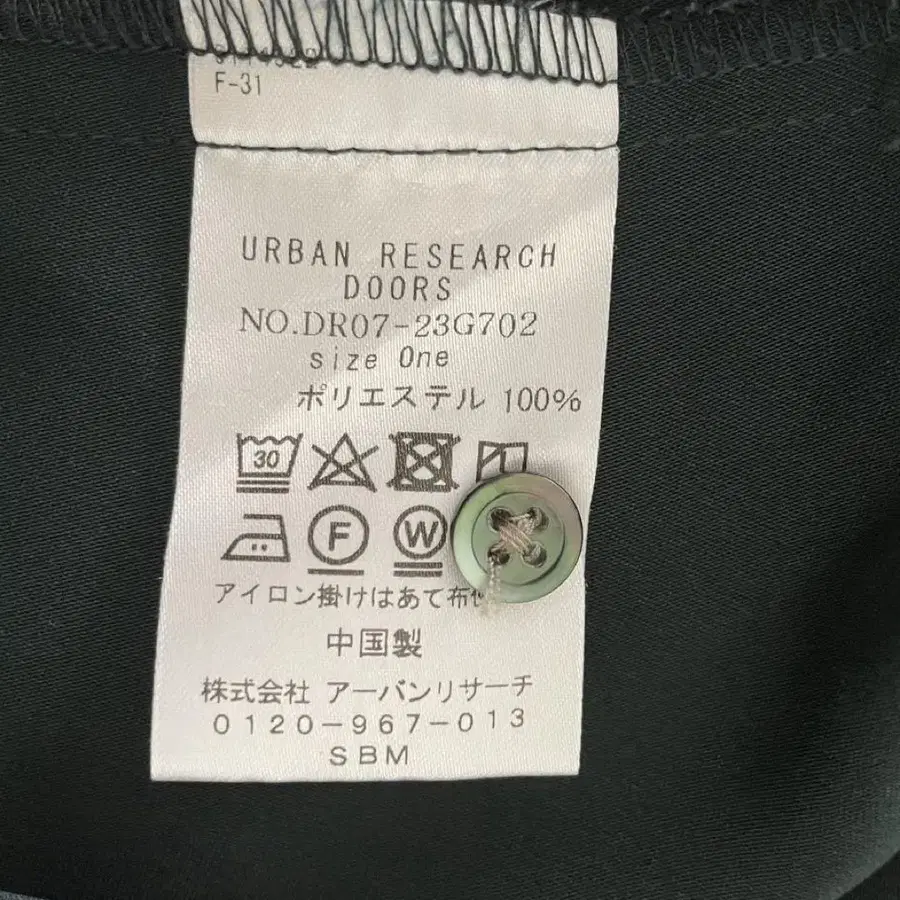 F-31
URBAN RESEARCH
DOORS
NO.DR07-23G702
size One
ポリエステル 100%
30
F W
アイロン掛けはあて布
中国製
株式会社 アーバンリサーチ
0120-967-013
SBM